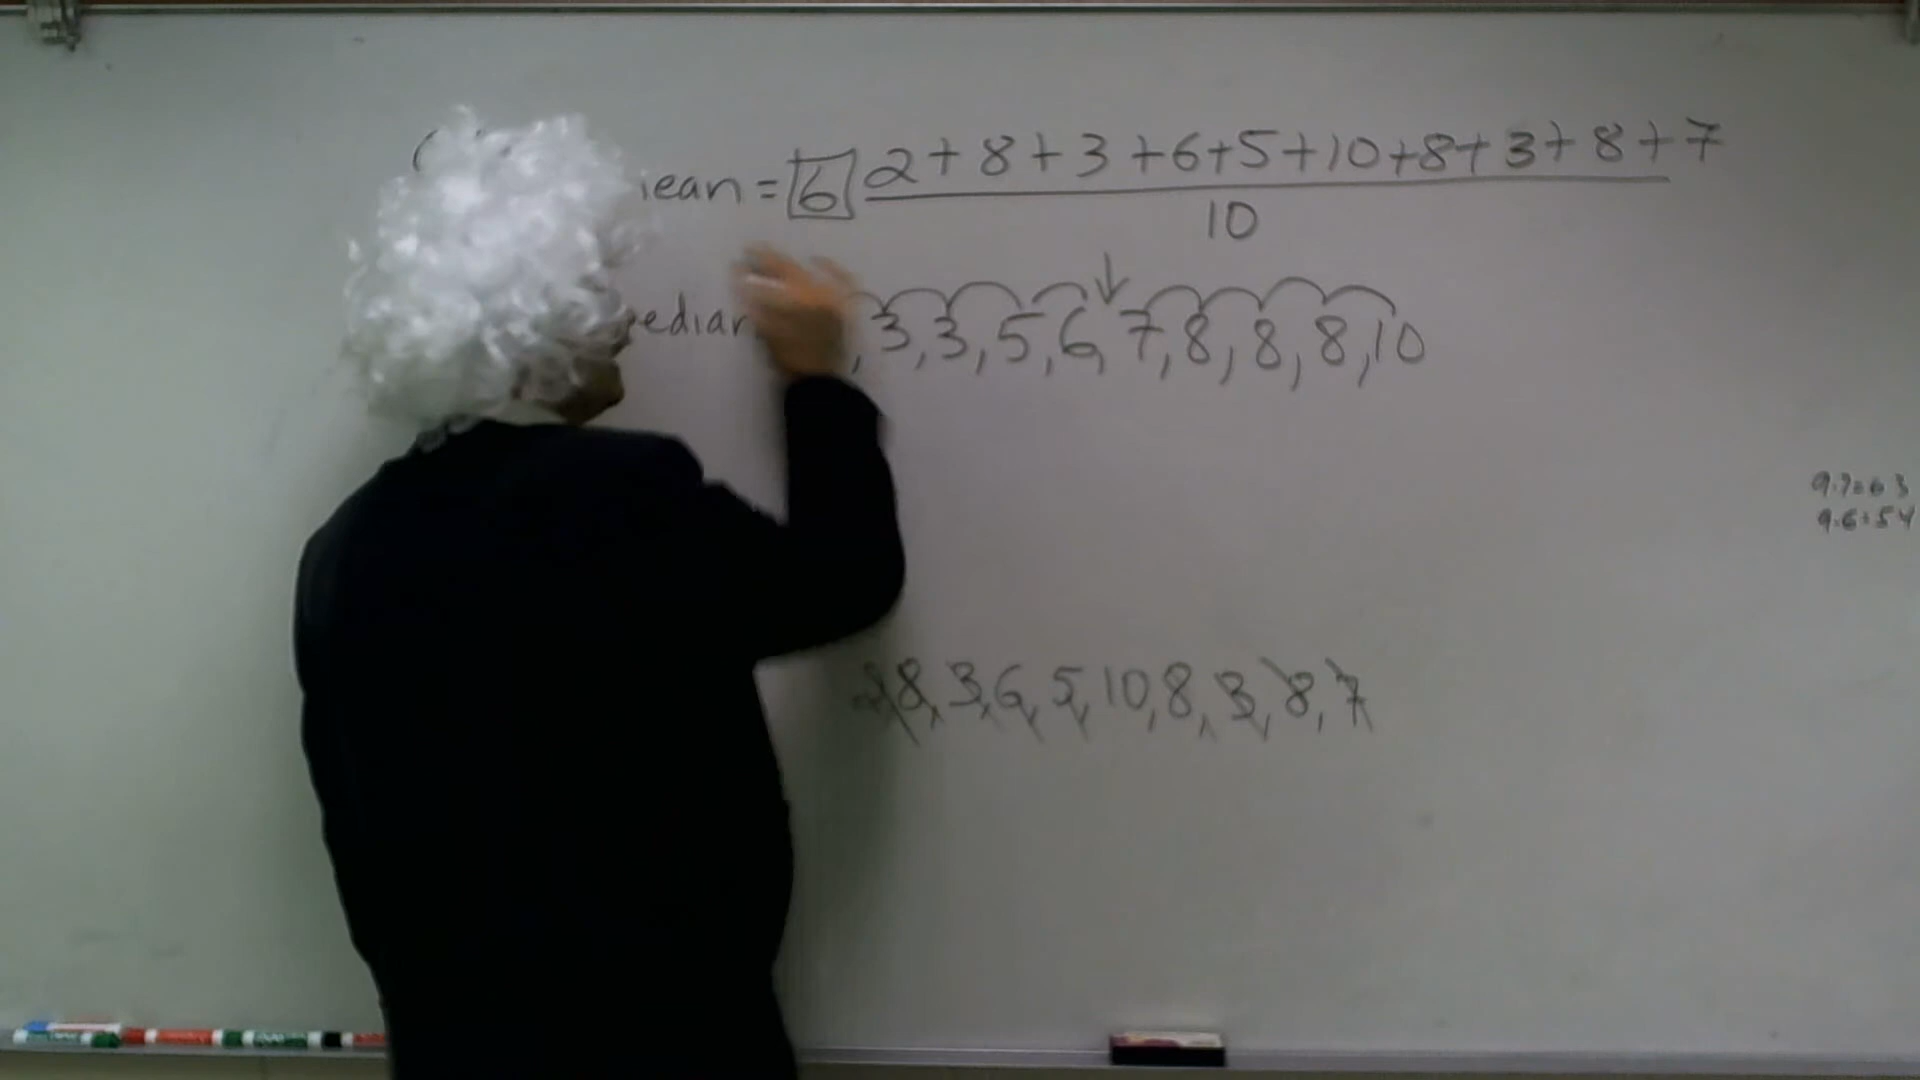 ean = 6 2+8+3+6+5+10+8+3+8+7
10
edian , 3, 3, 5, 6, 7, 8, 8, 8, 10
8, 3, 6, 5, 10, 8, 3, 8, 7
9·7=63
9·6=54